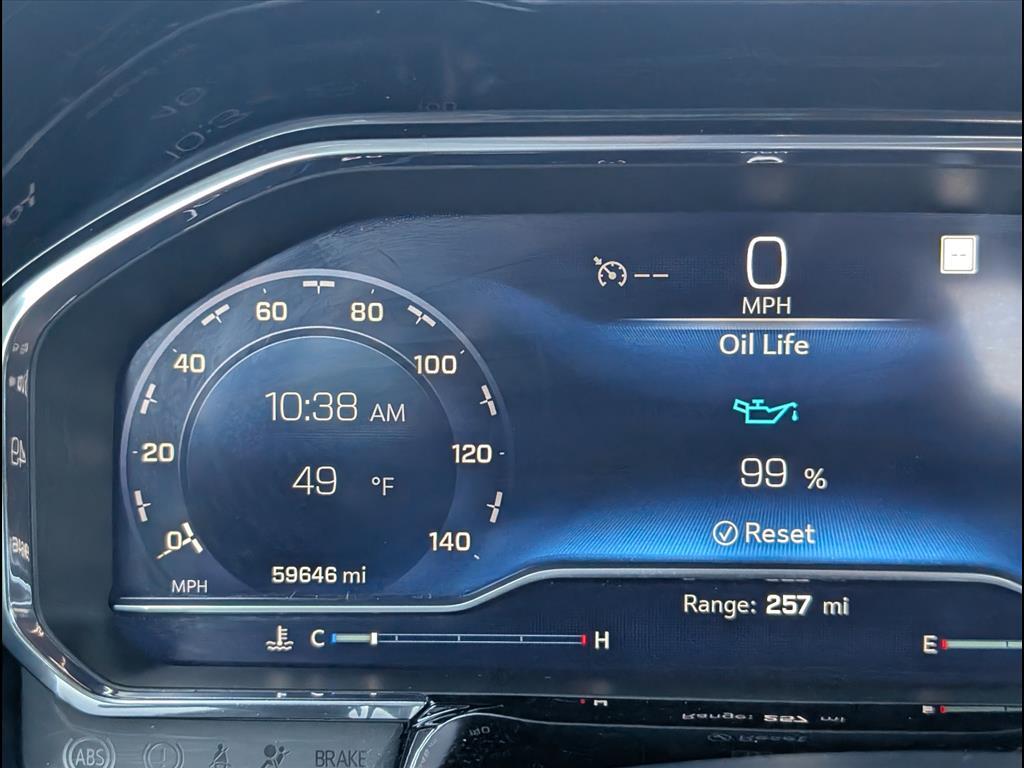 0
MPH
--
--
Oil Life
99 %
Reset
60 80
40 100
20 120
0 140
MPH
10:38 AM
49 °F
59646 mi
Range: 257 mi
C H
E
ABS
BRAKE